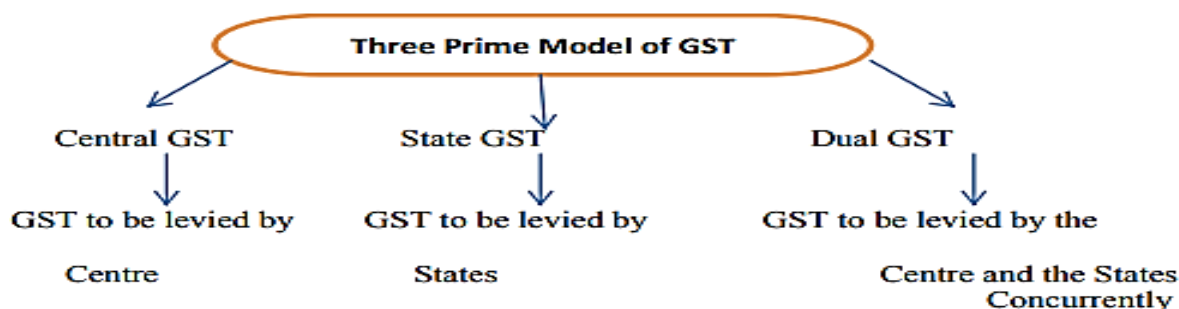 Three Prime Model of GST
Central GST
State GST
Dual GST
GST to be levied by
Centre
GST to be levied by
States
GST to be levied by the
Centre and the States
Concurrently